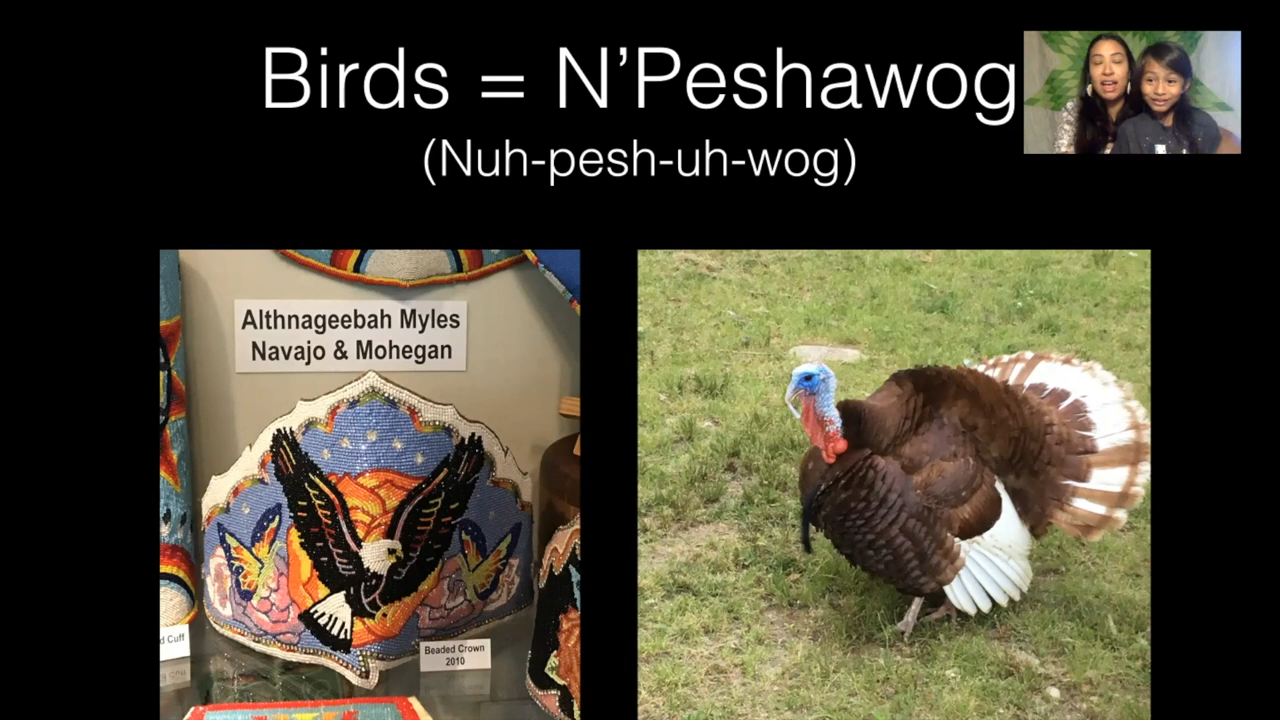 Birds = N’Peshawog
(Nuh-pesh-uh-wog)
Althnageebah Myles
Navajo & Mohegan
d Cuff
Beaded Crown
2010